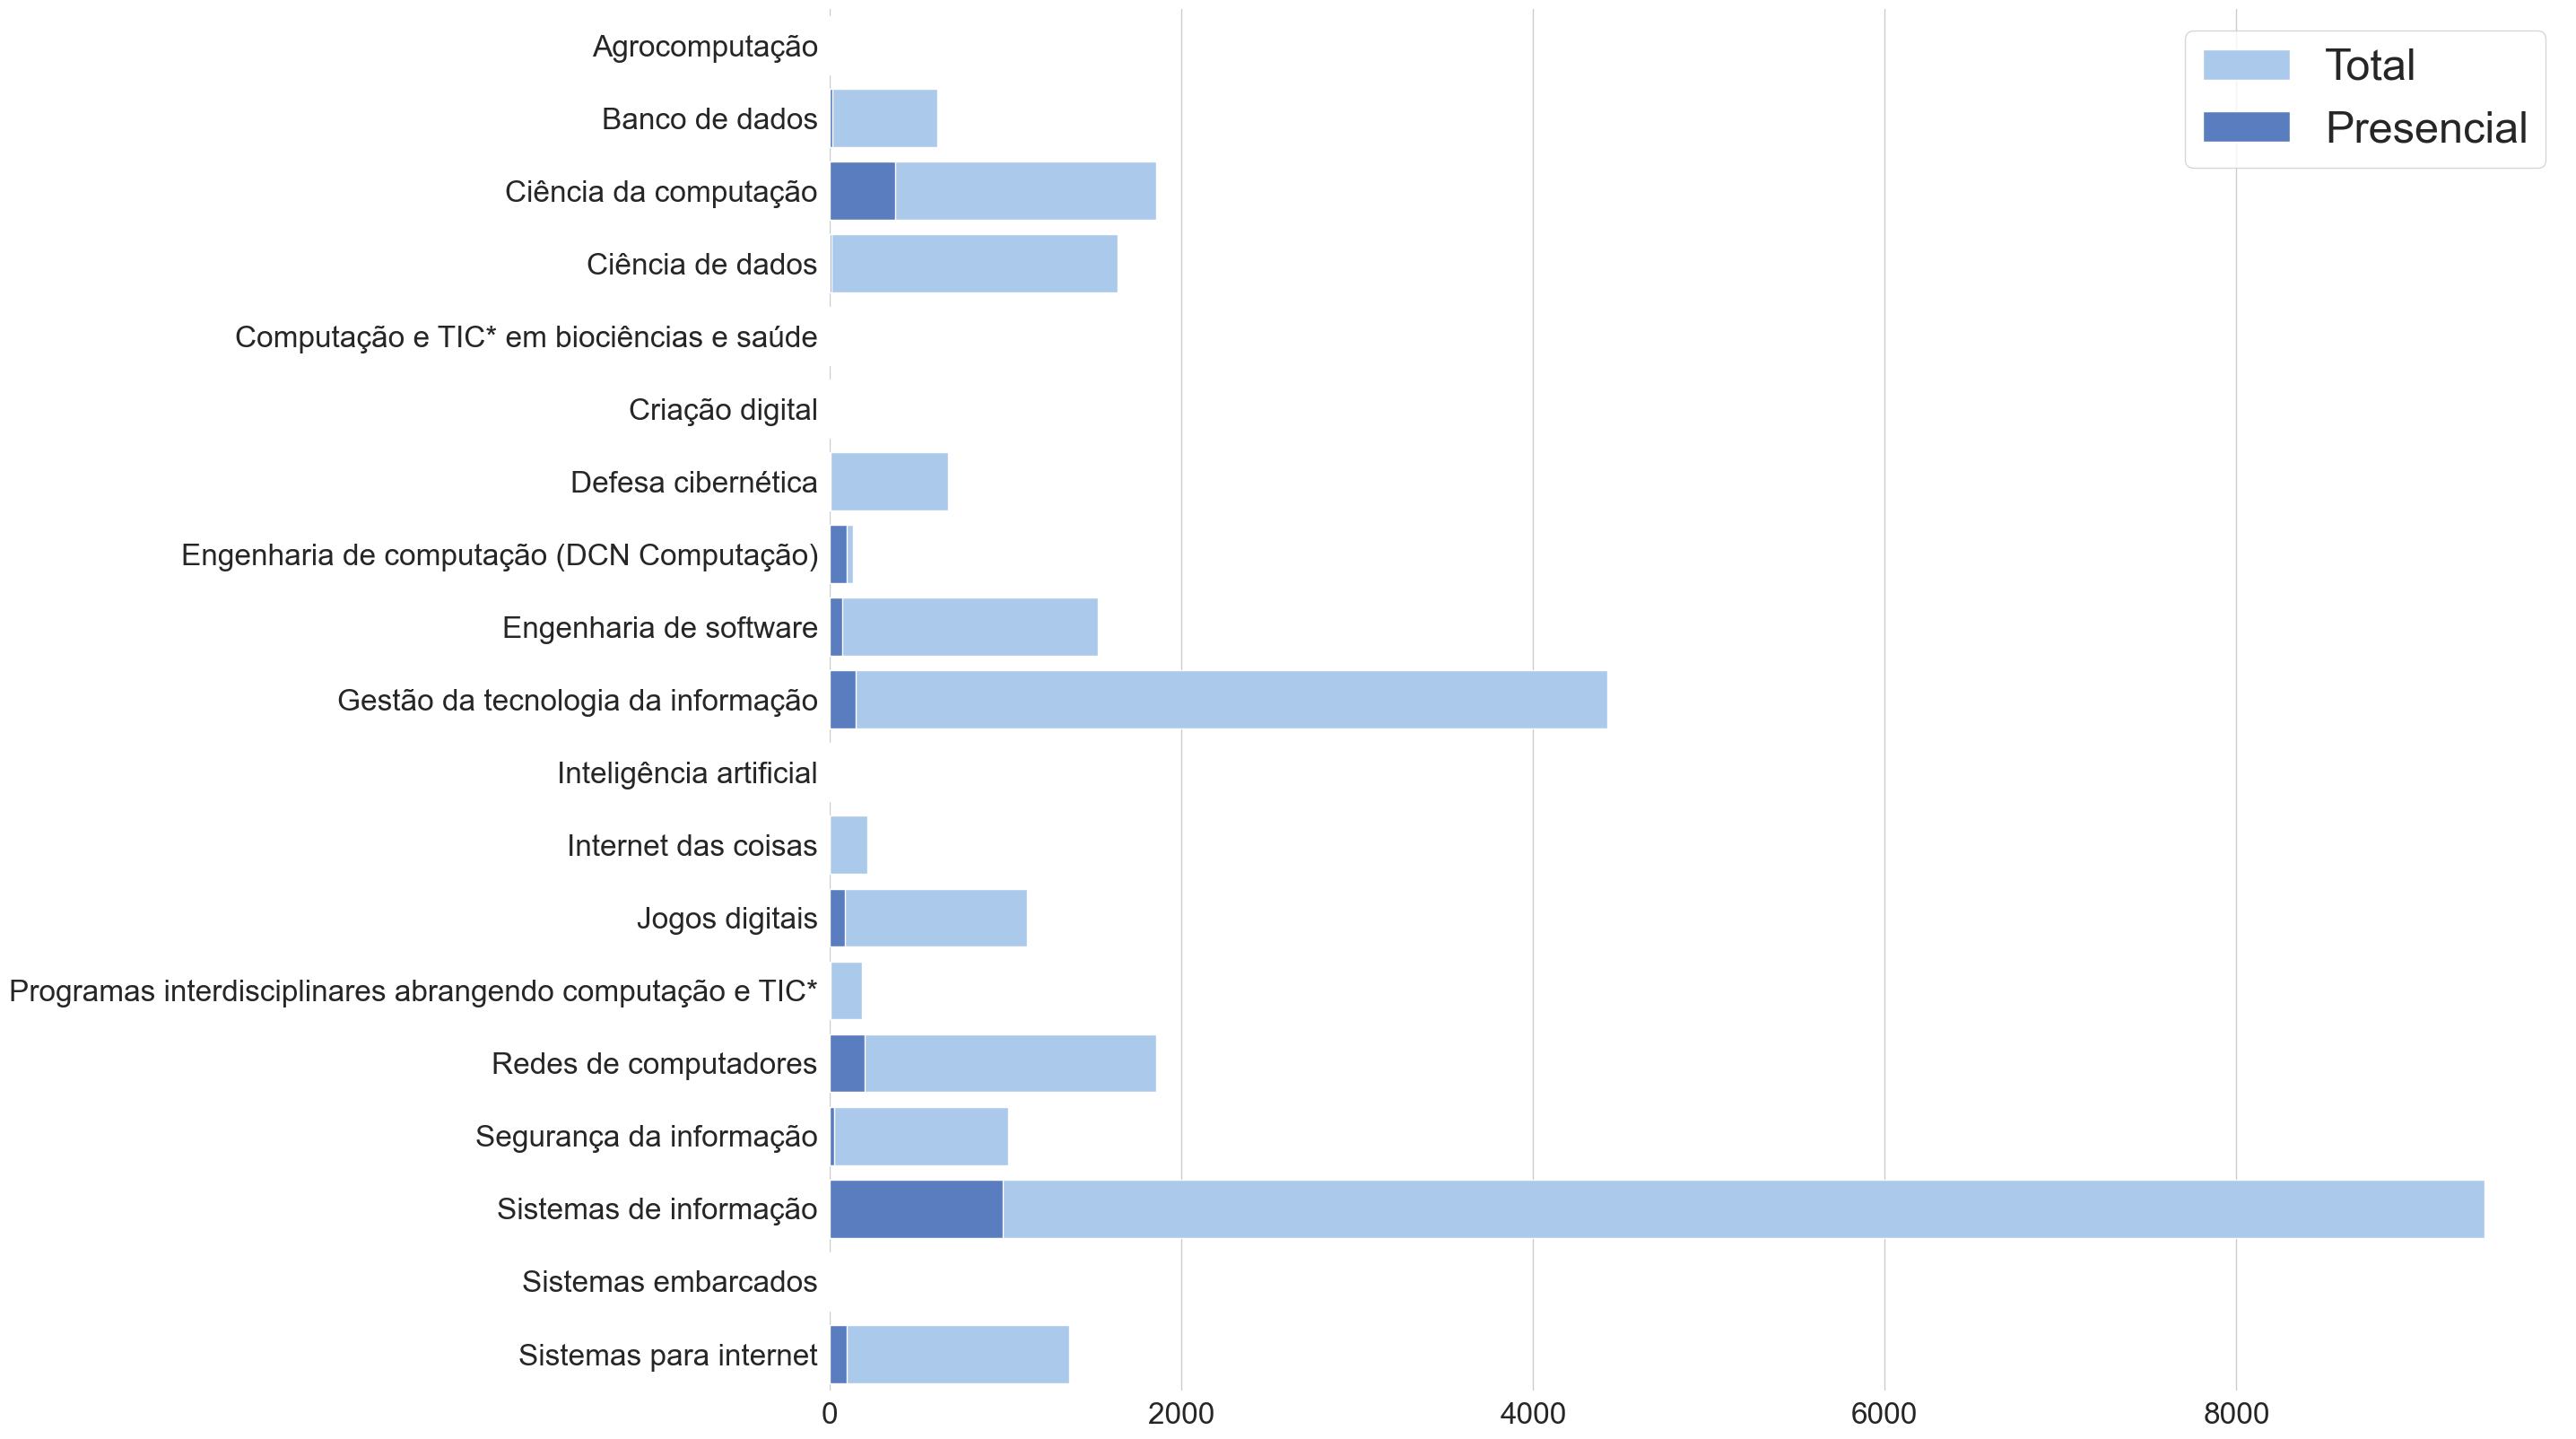 Agrocomputação
Banco de dados
Ciência da computação
Ciência de dados
Computação e TIC* em biociências e saúde
Criação digital
Defesa cibernética
Engenharia de computação (DCN Computação)
Engenharia de software
Gestão da tecnologia da informação
Inteligência artificial
Internet das coisas
Jogos digitais
Programas interdisciplinares abrangendo computação e TIC*
Redes de computadores
Segurança da informação
Sistemas de informação
Sistemas embarcados
Sistemas para internet
0 2000 4000 6000 8000
Total
Presencial